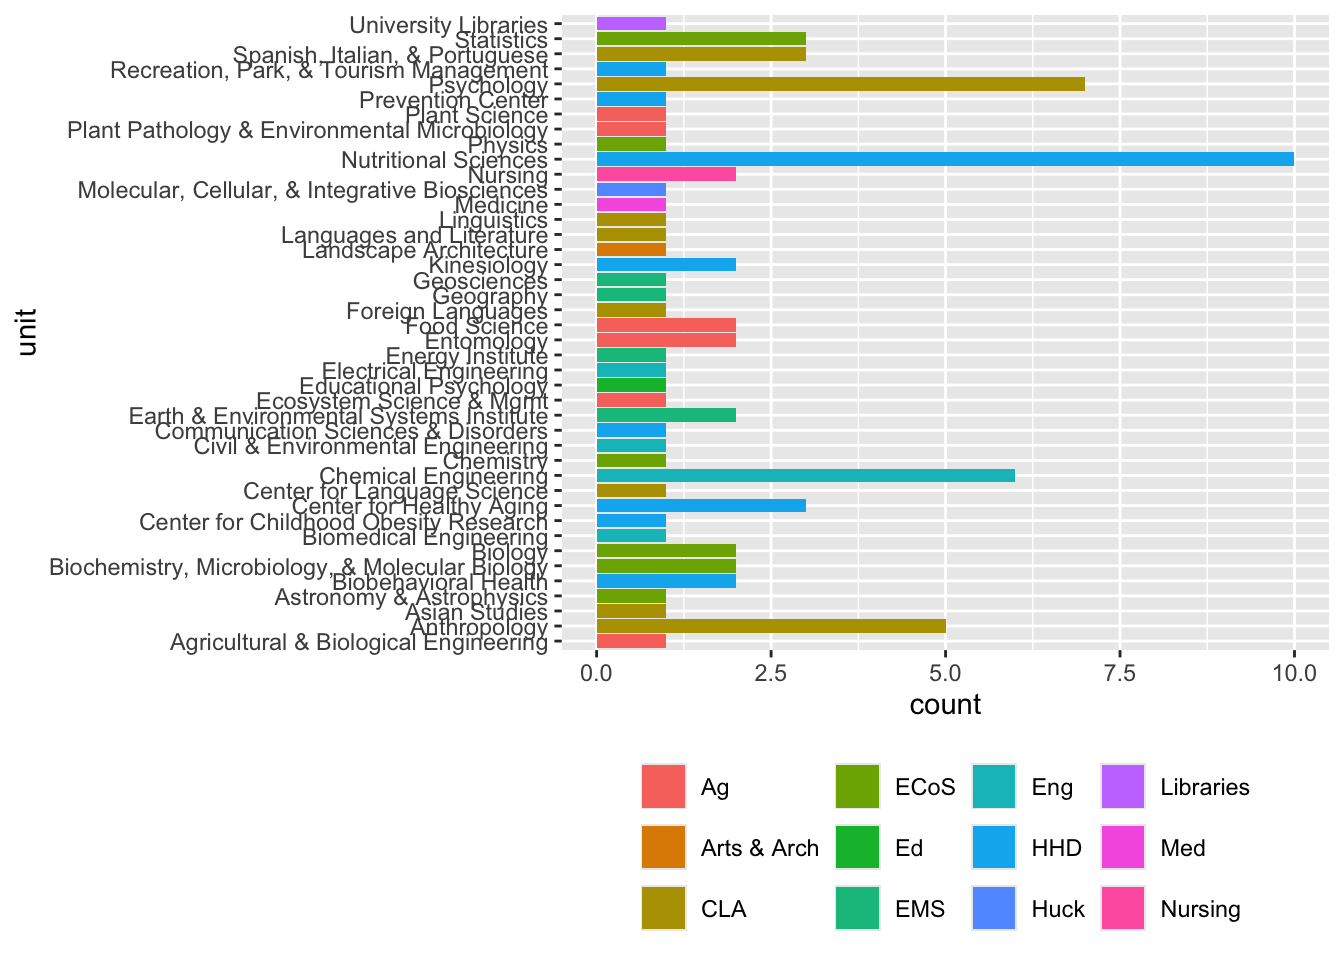 University Libraries
Statistics
Spanish, Italian, & Portuguese
Recreation, Park, & Tourism Management
Psychology
Prevention Center
Plant Science
Plant Pathology & Environmental Microbiology
Physics
Nutritional Sciences
Nursing
Molecular, Cellular, & Integrative Biosciences
Medicine
Linguistics
Languages and Literature
Landscape Architecture
Kinesiology
Geosciences
Geography
Foreign Languages
Food Science
Entomology
Energy Institute
Electrical Engineering
Educational Psychology
Ecosystem Science & Mgmt
Earth & Environmental Systems Institute
Communication Sciences & Disorders
Civil & Environmental Engineering
Chemistry
Chemical Engineering
Center for Language Science
Center for Healthy Aging
Center for Childhood Obesity Research
Biomedical Engineering
Biology
Biochemistry, Microbiology, & Molecular Biology
Biobehavioral Health
Astronomy & Astrophysics
Asian Studies
Anthropology
Agricultural & Biological Engineering
unit
0.0 2.5 5.0 7.5 10.0
count
Ag ECoS Eng Libraries
Arts & Arch Ed HHD Med
CLA EMS Huck Nursing